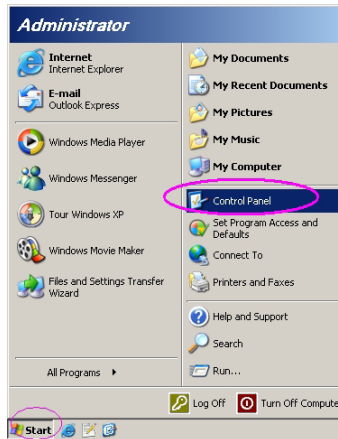 Administrator
Internet
Internet Explorer
E-mail
Outlook Express
Windows Media Player
Windows Messenger
Tour Windows XP
Windows Movie Maker
Files and Settings Transfer
Wizard
All Programs
My Documents
My Recent Documents
My Pictures
My Music
My Computer
Control Panel
Set Program Access and
Defaults
Connect To
Printers and Faxes
Help and Support
Search
Run...
Log Off
Turn Off Compute
Start